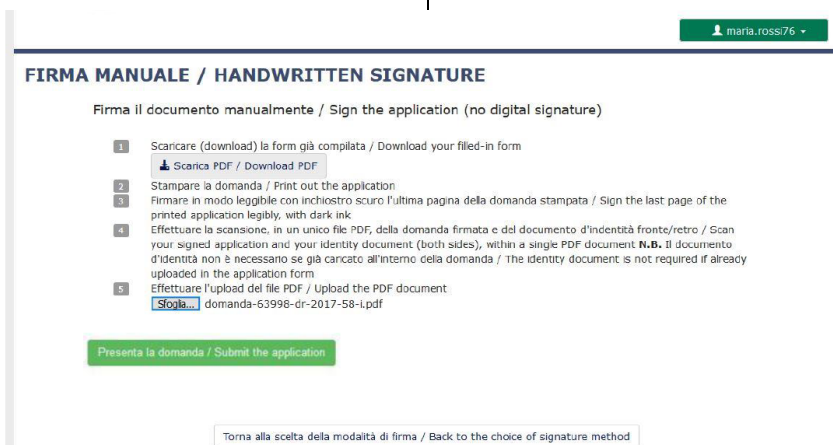 maria.rossi76
FIRMA MANUALE / HANDWRITTEN SIGNATURE
Firma il documento manualmente / Sign the application (no digital signature)
1 Scaricare (download) la form già compilata / Download your filled-in form
Scarica PDF / Download PDF
2 Stampare la domanda / Print out the application
3 Firmare in modo leggibile con inchiostro scuro l'ultima pagina della domanda stampata / Sign the last page of the
printed application legibly, with dark ink
4 Effettuare la scansione, in un unico file PDF, della domanda firmata e del documento d'indentità fronte/retro / Scan
your signed application and your identity document (both sides), within a single PDF document N.B. Il documento
d'identità non è necessario se già caricato all'interno della domanda / The identity document is not required if already
uploaded in the application form
5 Effettuare l'upload del file PDF / Upload the PDF document
Sfoglia... domanda-63998-dr-2017-58-i.pdf
Presenta la domanda / Submit the application
Torna alla scelta della modalità di firma / Back to the choice of signature method